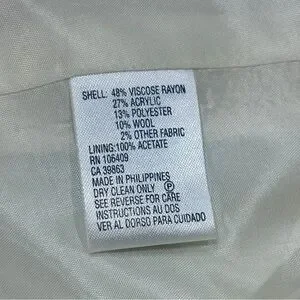 SHELL: 48% VISCOSE RAYON
27% ACRYLIC
13% POLYESTER
10% WOOL
2% OTHER FABRIC
LINING:100% ACETATE
RN 106409
CA 39863
MADE IN PHILIPPINES
DRY CLEAN ONLY Ⓟ
SEE REVERSE FOR CARE
INSTRUCTIONS AU DOS
VER AL DORSO PARA CUIDADO